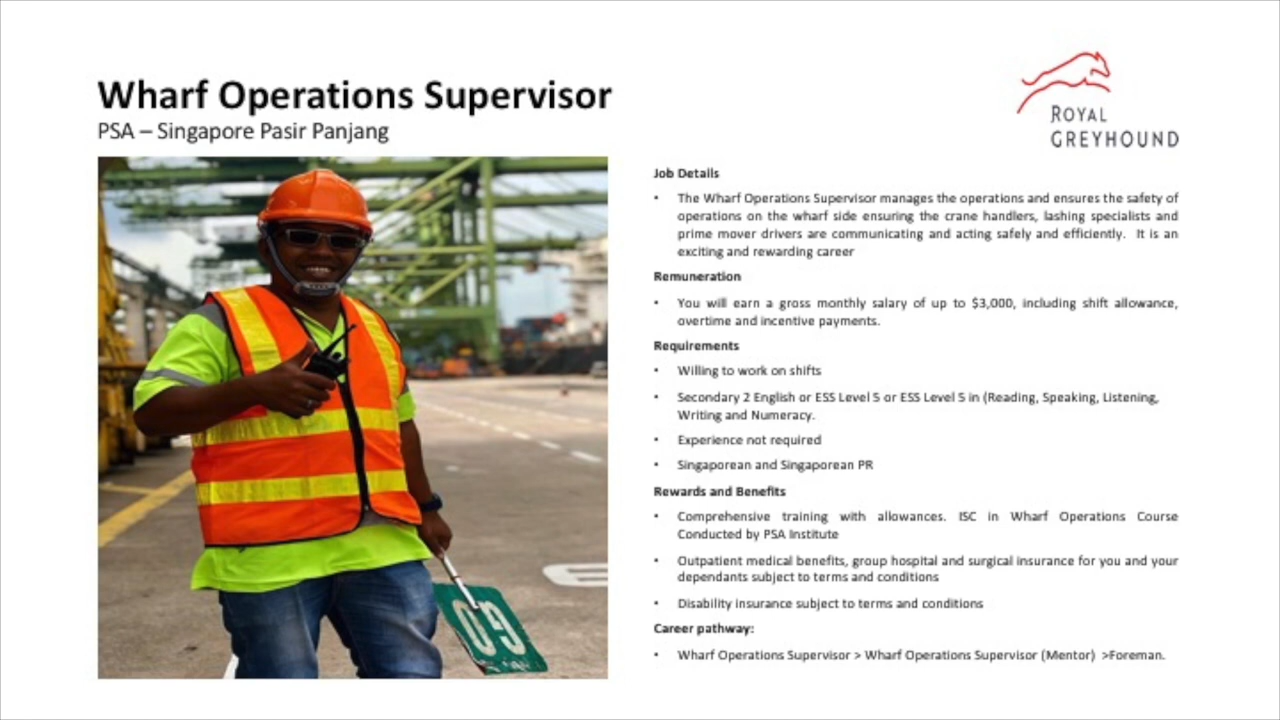 Wharf Operations Supervisor
PSA – Singapore Pasir Panjang
ROYAL
GREYHOUND
Job Details
• The Wharf Operations Supervisor manages the operations and ensures the safety of
operations on the wharf side ensuring the crane handlers, lashing specialists and
prime mover drivers are communicating and acting safely and efficiently. It is an
exciting and rewarding career
Remuneration
• You will earn a gross monthly salary of up to $3,000, including shift allowance,
overtime and incentive payments.
Requirements
• Willing to work on shifts
• Secondary 2 English or ESS Level 5 or ESS Level 5 in (Reading, Speaking, Listening,
Writing and Numeracy.
• Experience not required
• Singaporean and Singaporean PR
Rewards and Benefits
• Comprehensive training with allowances. ISC in Wharf Operations Course
Conducted by PSA Institute
• Outpatient medical benefits, group hospital and surgical insurance for you and your
dependants subject to terms and conditions
• Disability insurance subject to terms and conditions
Career pathway:
• Wharf Operations Supervisor > Wharf Operations Supervisor (Mentor) >Foreman.